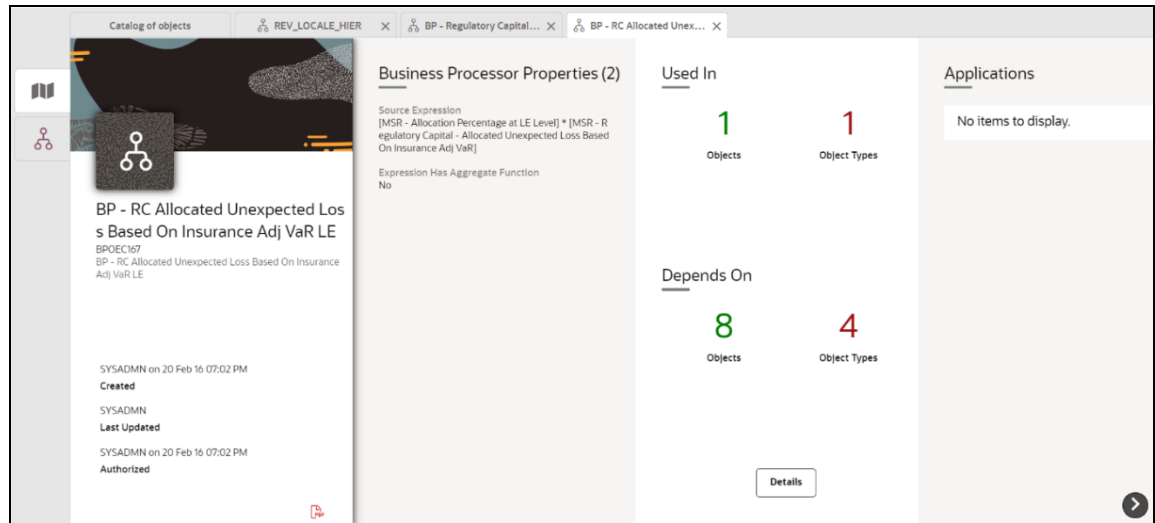 Catalog of objects
REV_LOCALE_HIER
BP - Regulatory Capital...
BP - RC Allocated Unex...
BP - RC Allocated Unexpected Los
s Based On Insurance Adj VaR LE
BPOEC167
BP - RC Allocated Unexpected Loss Based On Insurance
Adj VaR LE
SYSADMN on 20 Feb 16 07:02 PM
Created
SYSADMN
Last Updated
SYSADMN on 20 Feb 16 07:02 PM
Authorized
PDF
Business Processor Properties (2)
Source Expression
[MSR - Allocation Percentage at LE Level] * [MSR - R
egulatory Capital - Allocated Unexpected Loss Based
On Insurance Adj VaR]
Expression Has Aggregate Function
No
Used In
1 1
Objects Object Types
Depends On
8 4
Objects Object Types
Details
Applications
No items to display.